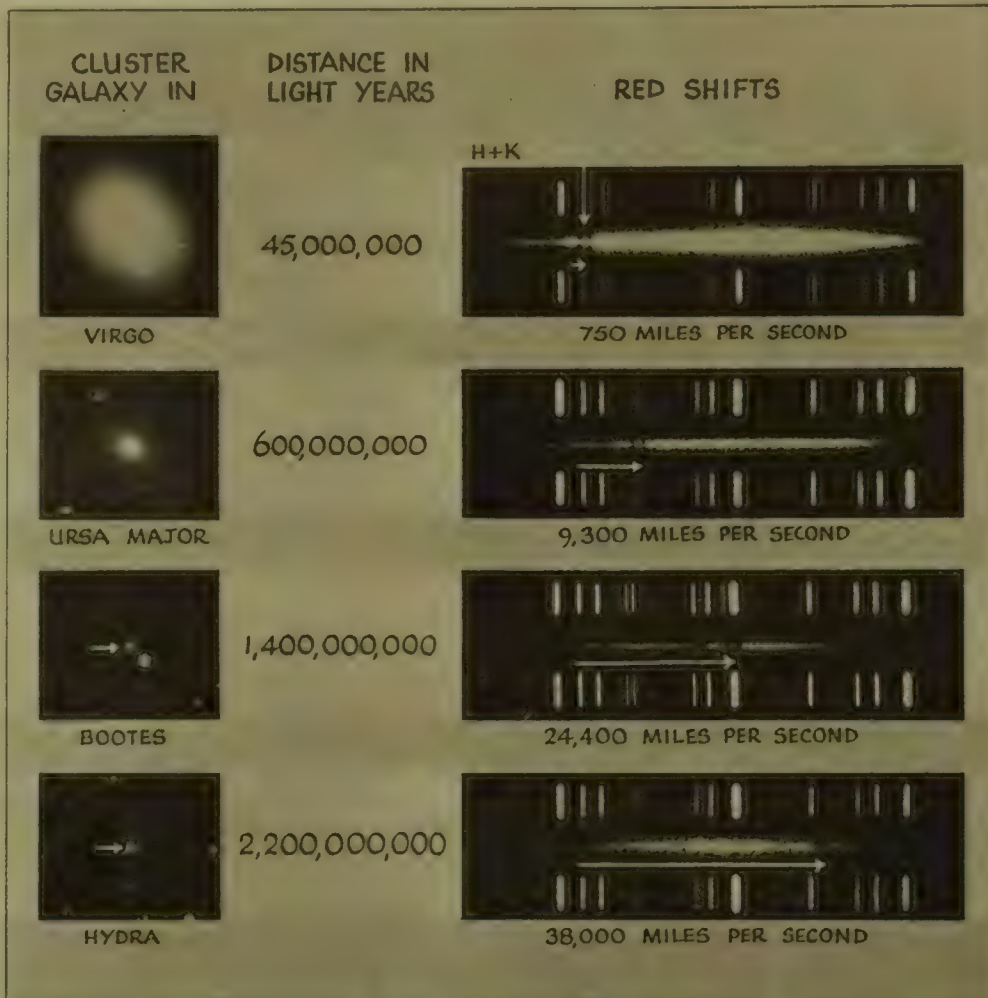 CLUSTER
GALAXY IN
DISTANCE IN
LIGHT YEARS
RED SHIFTS
H+K
45,000,000
VIRGO
750 MILES PER SECOND
600,000,000
URSA MAJOR
9,300 MILES PER SECOND
1,400,000,000
BOOTES
24,400 MILES PER SECOND
2,200,000,000
HYDRA
38,000 MILES PER SECOND